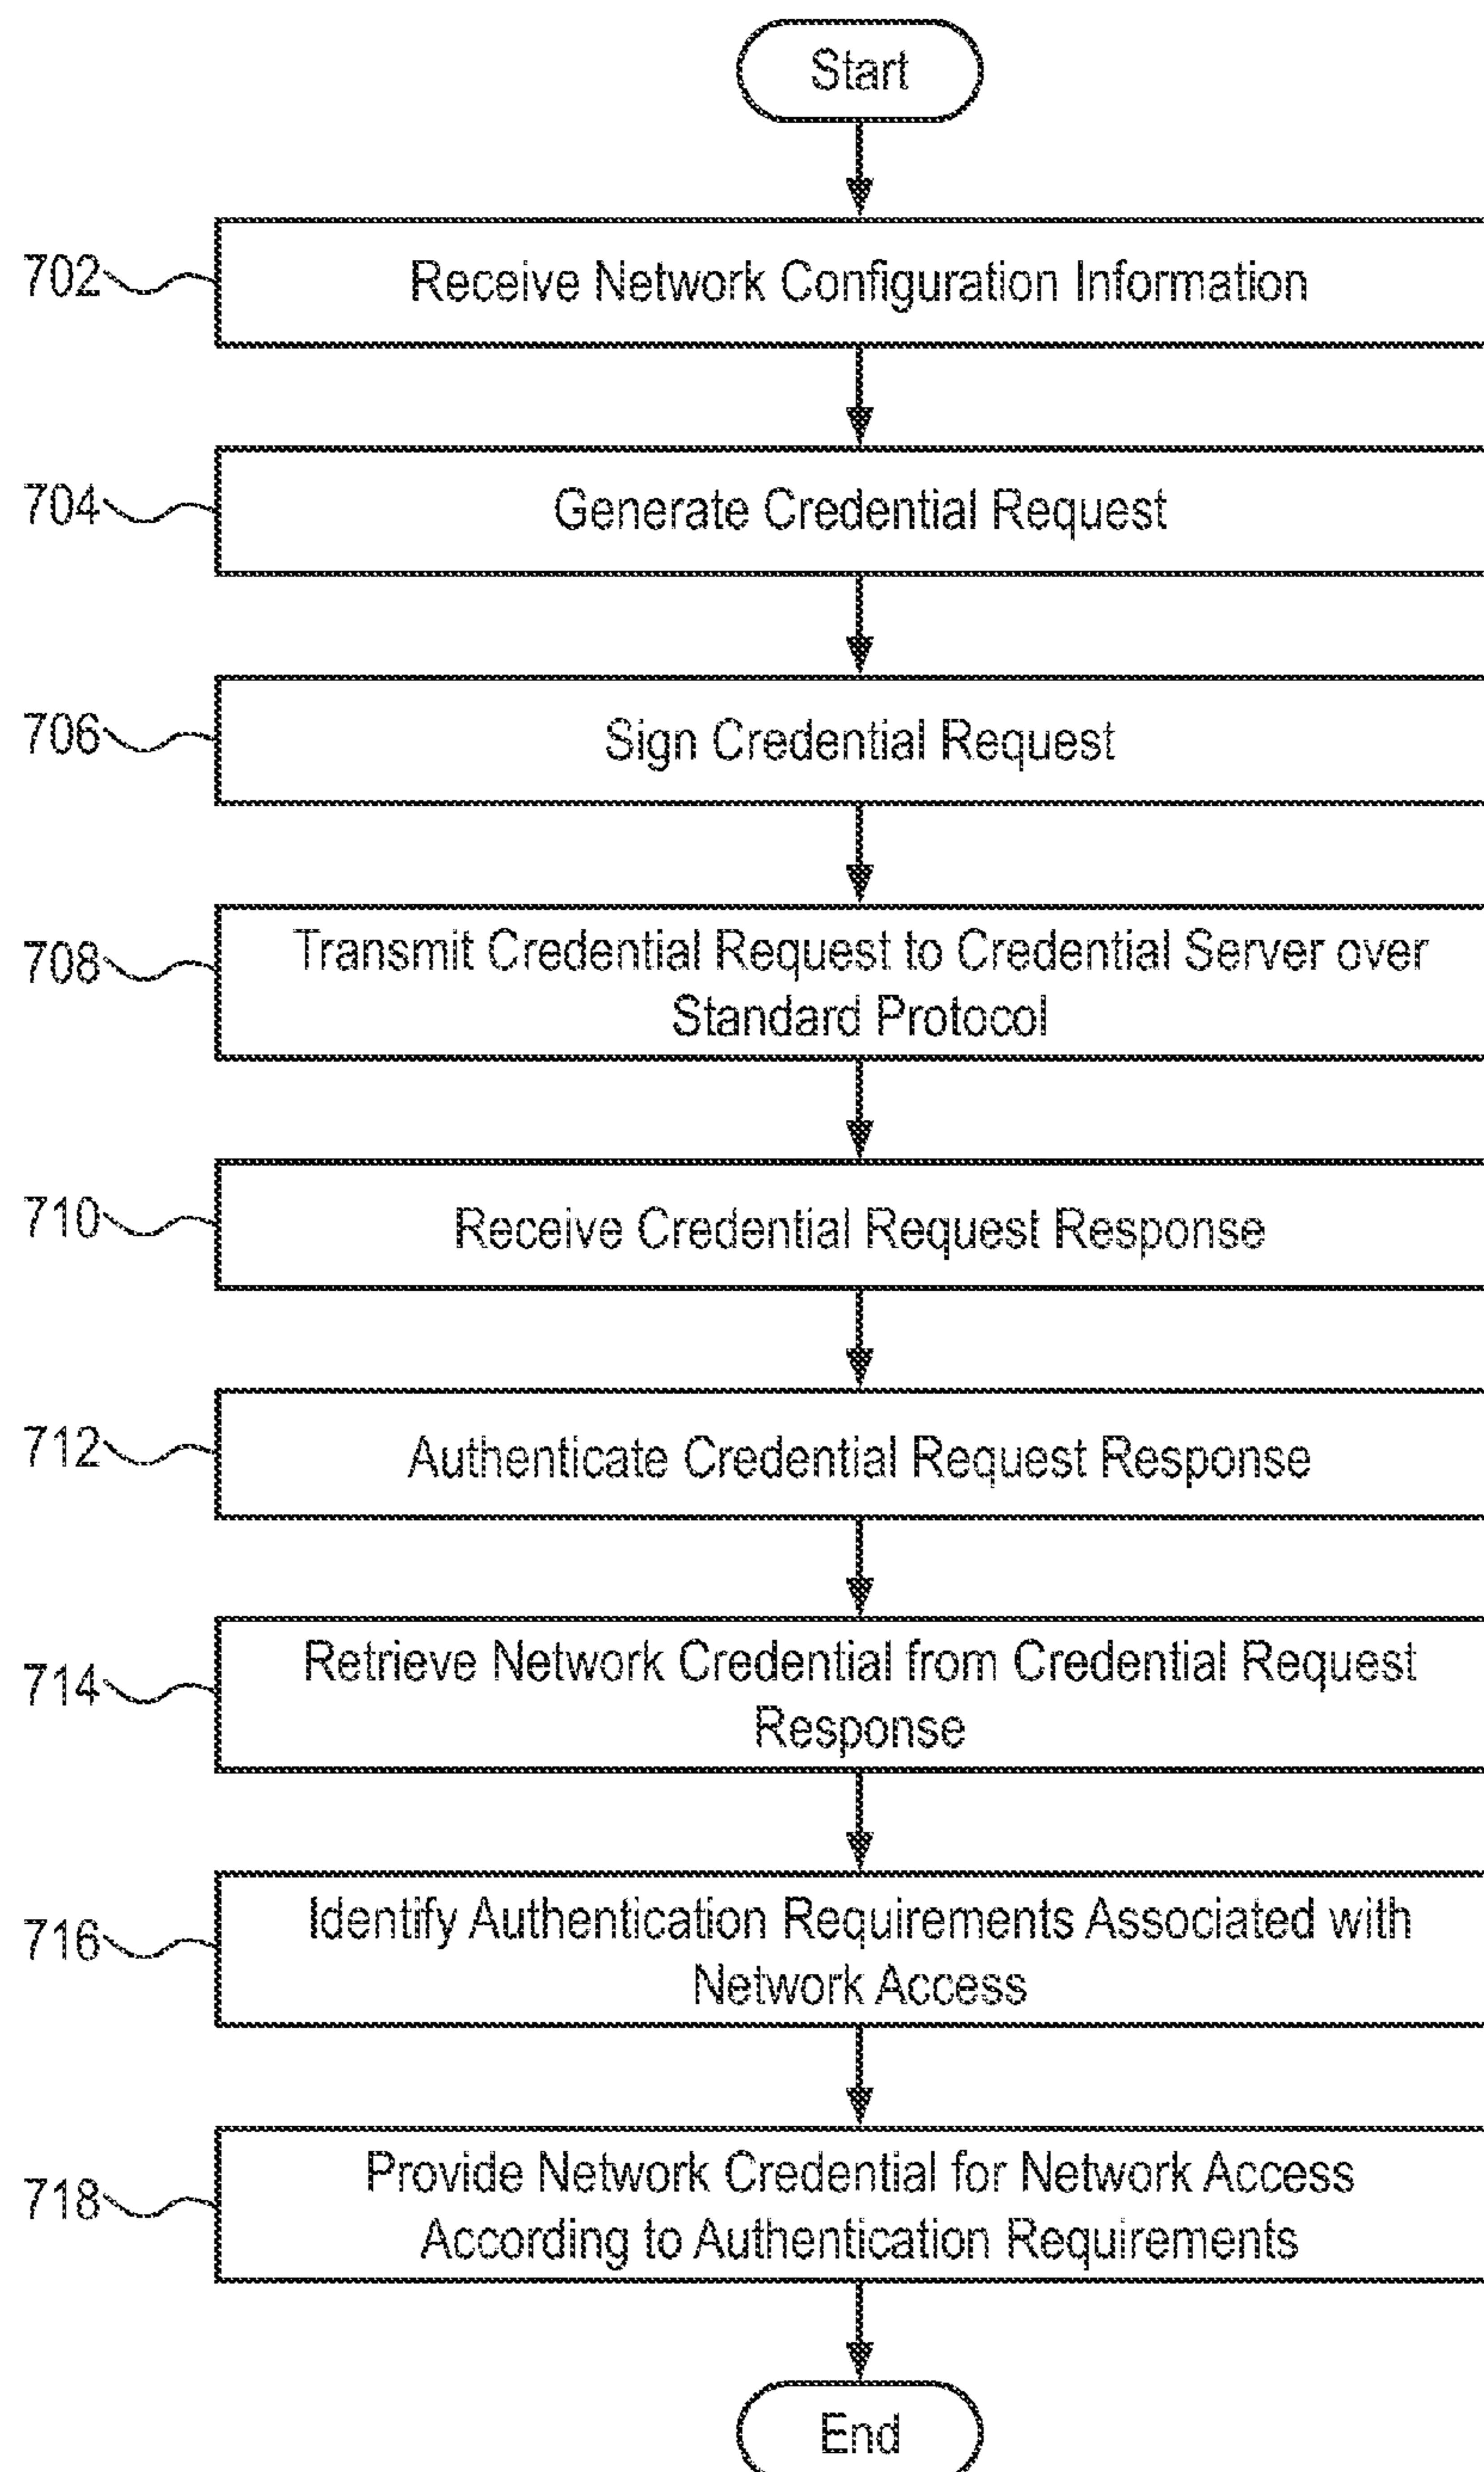 Start
702
Receive Network Configuration Information
704
Generate Credential Request
706
Sign Credential Request
708
Transmit Credential Request to Credential Server over
Standard Protocol
710
Receive Credential Request Response
712
Authenticate Credential Request Response
714
Retrieve Network Credential from Credential Request
Response
716
Identify Authentication Requirements Associated with
Network Access
718
Provide Network Credential for Network Access
According to Authentication Requirements
End